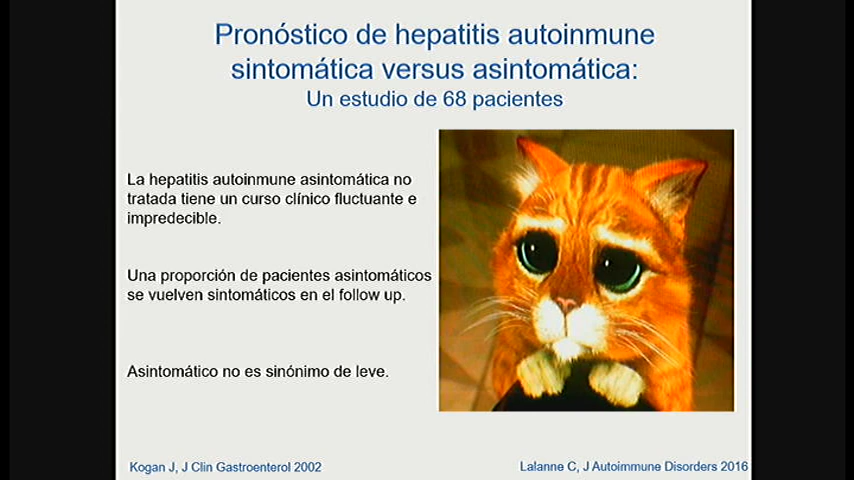 Pronóstico de hepatitis autoinmune
sintomática versus asintomática:
Un estudio de 68 pacientes
La hepatitis autoinmune asintomática no
tratada tiene un curso clínico fluctuante e
impredecible.
Una proporción de pacientes asintomáticos
se vuelven sintomáticos en el follow up.
Asintomático no es sinónimo de leve.
Kogan J, J Clin Gastroenterol 2002
Lalanne C, J Autoimmune Disorders 2016